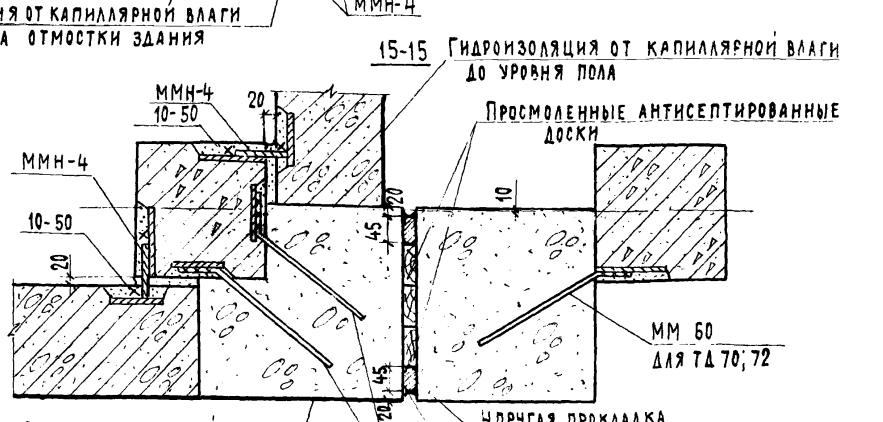 ИЯ ОТ КАПИЛЛЯРНОЙ ВЛАГИ
А ОТМОСТКИ ЗДАНИЯ
ММН-4
15-15
ГИДРОИЗОЛЯЦИЯ ОТ КАПИЛЛЯРНОЙ ВЛАГИ
ДО УРОВНЯ ПОЛА
ММН-4
10-50
20
ПРОСМОЛЕННЫЕ АНТИСЕПТИРОВАННЫЕ
ДОСКИ
ММН-4
10-50
20
20
45
10
ММ 60
ДЛЯ ТД 70; 72
45
20
УПРУГАЯ ПРОКЛАДКА